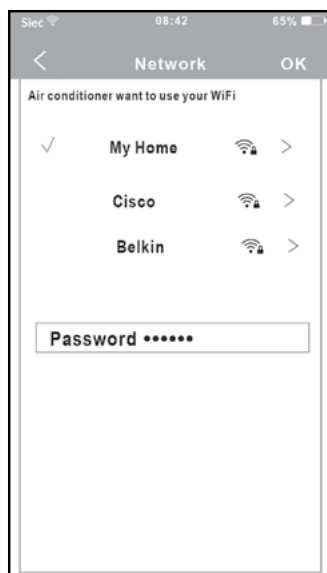 Sieć 08:42 65%
Network OK
Air conditioner want to use your WiFi
My Home
Cisco
Belkin
Password ••••••